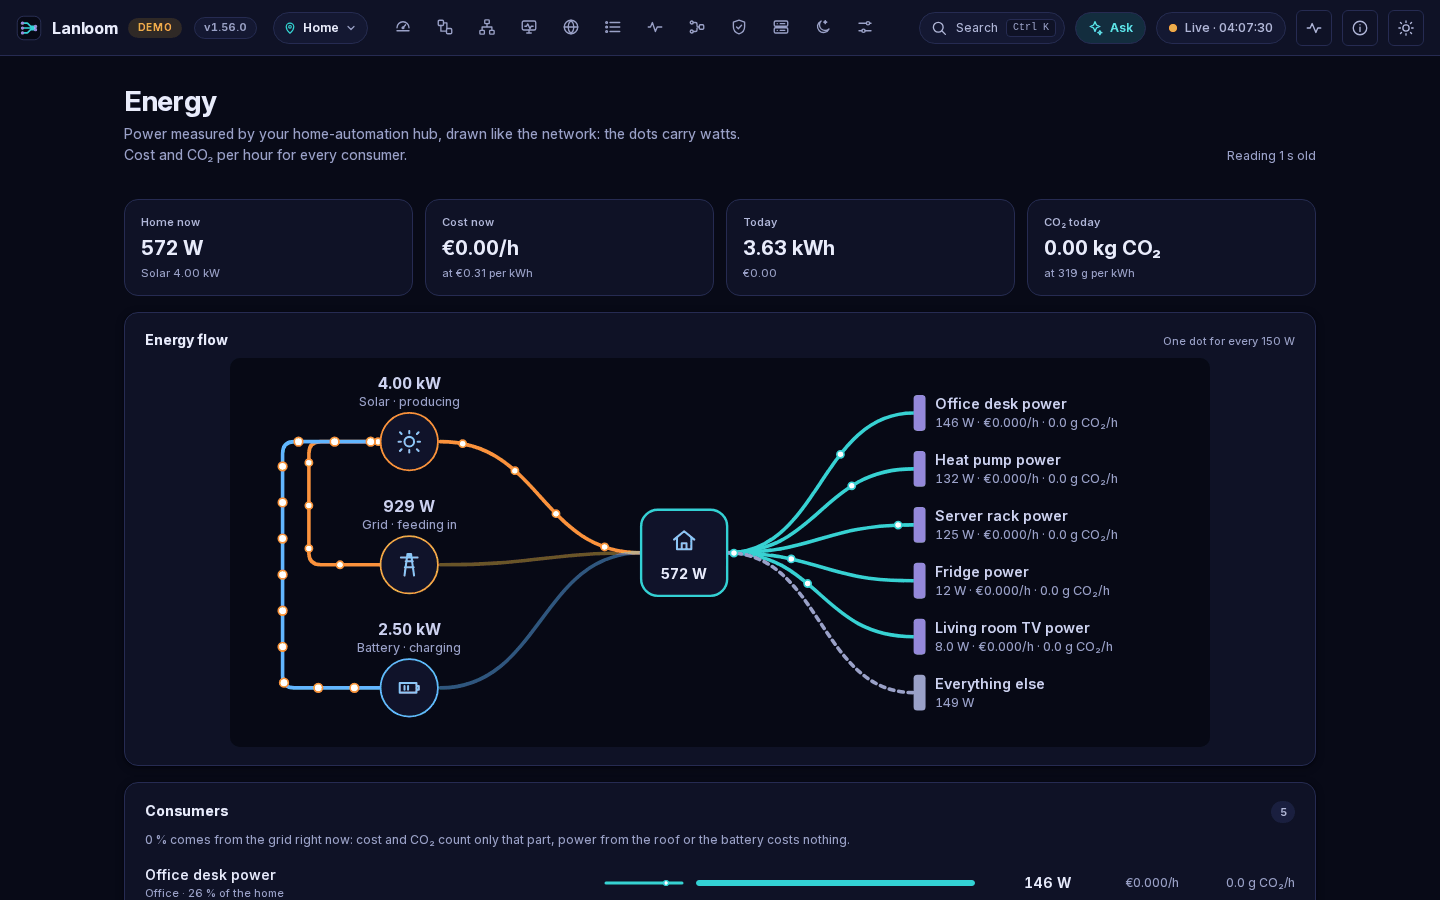 Lanloom DEMO v1.56.0 Home Search Ctrl K Ask Live · 04:07:30
Energy
Power measured by your home-automation hub, drawn like the network: the dots carry watts.
Cost and CO₂ per hour for every consumer.
Reading 1 s old
Home now
572 W
Solar 4.00 kW
Cost now
€0.00/h
at €0.31 per kWh
Today
3.63 kWh
€0.00
CO₂ today
0.00 kg CO₂
at 319 g per kWh
Energy flow
One dot for every 150 W
4.00 kW
Solar · producing
929 W
Grid · feeding in
2.50 kW
Battery · charging
572 W
Office desk power
146 W · €0.000/h · 0.0 g CO₂/h
Heat pump power
132 W · €0.000/h · 0.0 g CO₂/h
Server rack power
125 W · €0.000/h · 0.0 g CO₂/h
Fridge power
12 W · €0.000/h · 0.0 g CO₂/h
Living room TV power
8.0 W · €0.000/h · 0.0 g CO₂/h
Everything else
149 W
Consumers
5
0 % comes from the grid right now: cost and CO₂ count only that part, power from the roof or the battery costs nothing.
Office desk power
Office · 26 % of the home
146 W €0.000/h 0.0 g CO₂/h